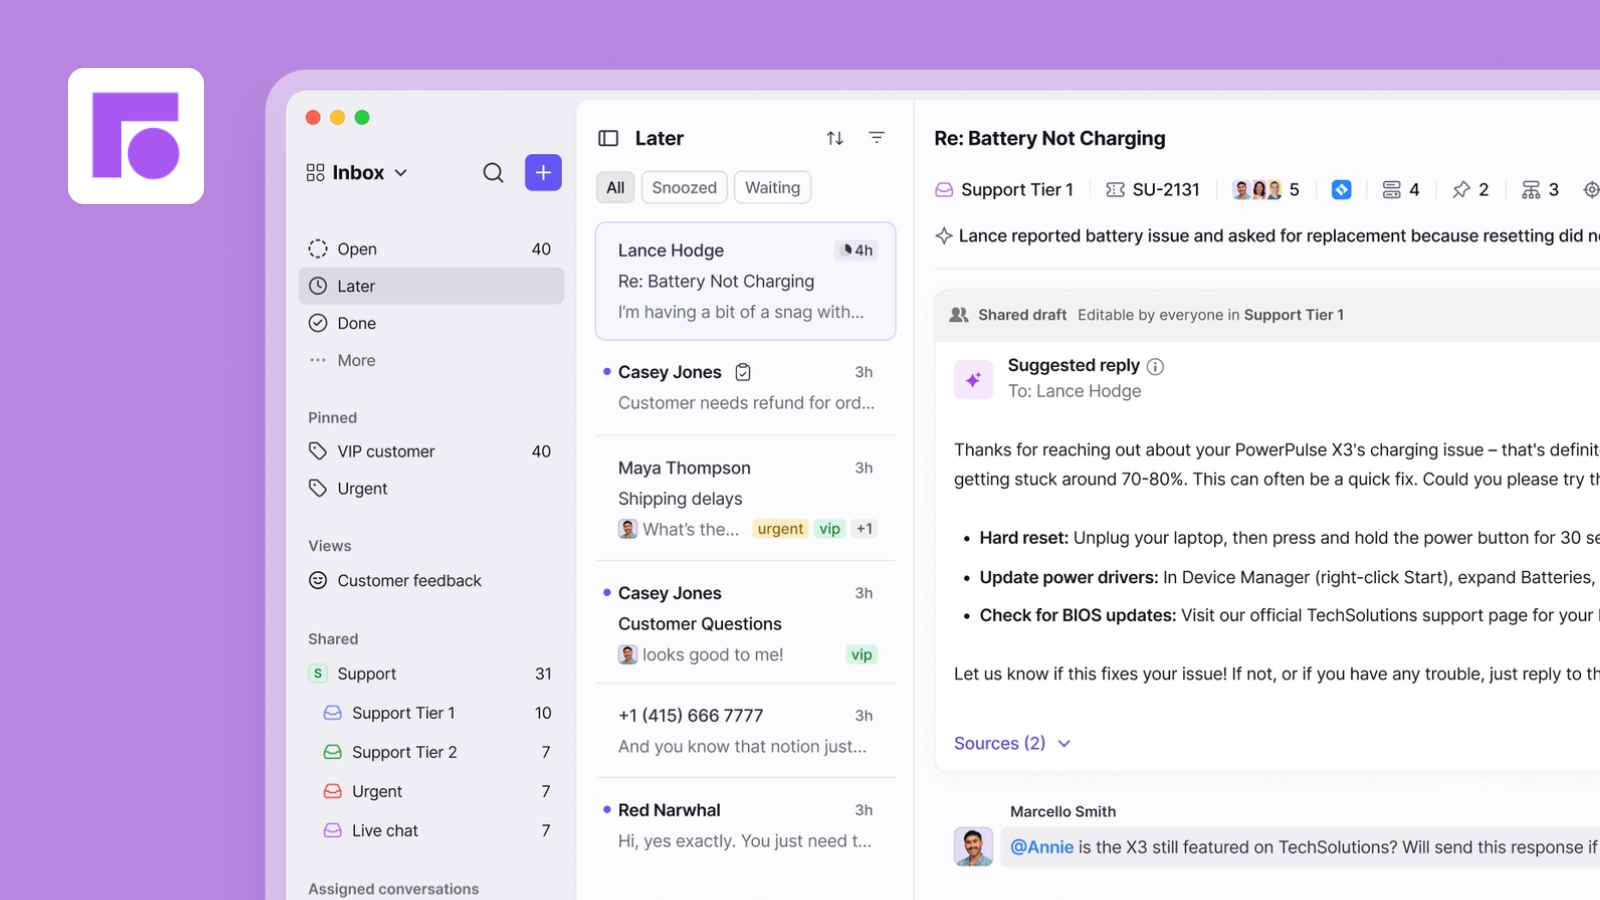 Inbox
Open 40
Later
Done
More
Pinned
VIP customer 40
Urgent
Views
Customer feedback
Shared
S Support 31
Support Tier 1 10
Support Tier 2 7
Urgent 7
Live chat 7
Assigned conversations
Later
All Snoozed Waiting
Lance Hodge 4h
Re: Battery Not Charging
I'm having a bit of a snag with...
Casey Jones 3h
Customer needs refund for ord...
Maya Thompson 3h
Shipping delays
What's the... urgent vip +1
Casey Jones 3h
Customer Questions
looks good to me! vip
+1 (415) 666 7777 3h
And you know that notion just...
Red Narwhal 3h
Hi, yes exactly. You just need t...
Re: Battery Not Charging
Support Tier 1 SU-2131 5 4 2 3
Lance reported battery issue and asked for replacement because resetting did
Shared draft Editable by everyone in Support Tier 1
Suggested reply
To: Lance Hodge
Thanks for reaching out about your PowerPulse X3's charging issue – that's
getting stuck around 70-80%. This can often be a quick fix. Could you please try
• Hard reset: Unplug your laptop, then press and hold the power button for 30
• Update power drivers: In Device Manager (right-click Start), expand Batteries,
• Check for BIOS updates: Visit our official TechSolutions support page for your
Let us know if this fixes your issue! If not, or if you have any trouble, just reply to
Sources (2)
Marcello Smith
@Annie is the X3 still featured on TechSolutions? Will send this response if